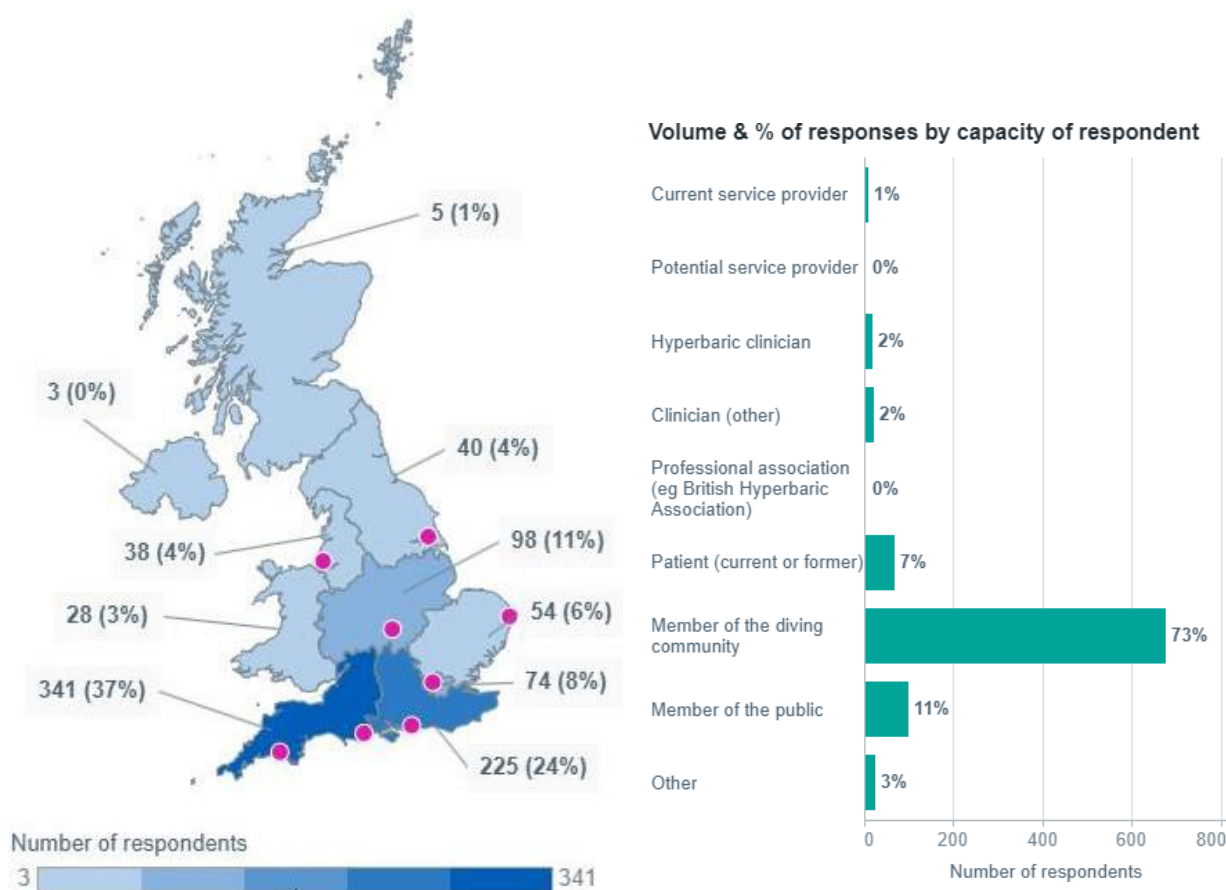 5 (1%)
3 (0%)
40 (4%)
38 (4%)
98 (11%)
28 (3%)
54 (6%)
341 (37%)
74 (8%)
225 (24%)
Number of respondents
3
341
Volume & % of responses by capacity of respondent
Current service provider
1%
Potential service provider
0%
Hyperbaric clinician
2%
Clinician (other)
2%
Professional association
(eg British Hyperbaric
Association)
0%
Patient (current or former)
7%
Member of the diving
community
73%
Member of the public
11%
Other
3%
0 200 400 600 800
Number of respondents